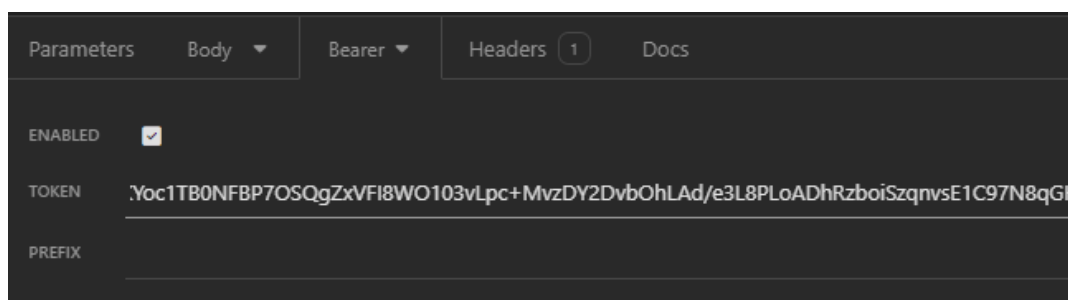 Parameters Body Bearer Headers 1 Docs
ENABLED
TOKEN Yoc1TB0NFBP7OSQgZxVFI8WO103vLpc+MvzDY2DvbOhLAd/e3L8PLoADhRzboiSzqnvsE1C97N8qG
PREFIX